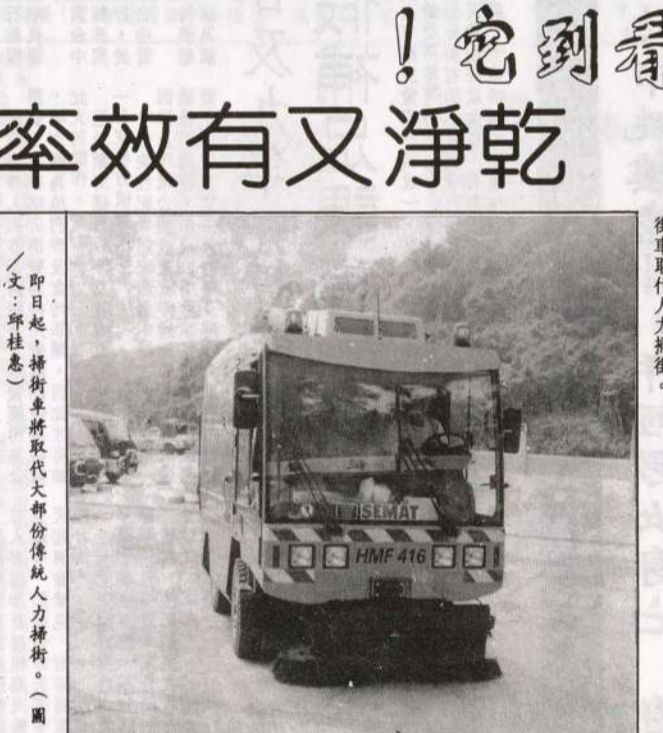 看到它！
乾淨又有效率
街車取代人力掃街。
SEMAT
HMF 416
即日起，掃街車將取代大部份傳統人力掃街。（圖
／文：邱桂惠）